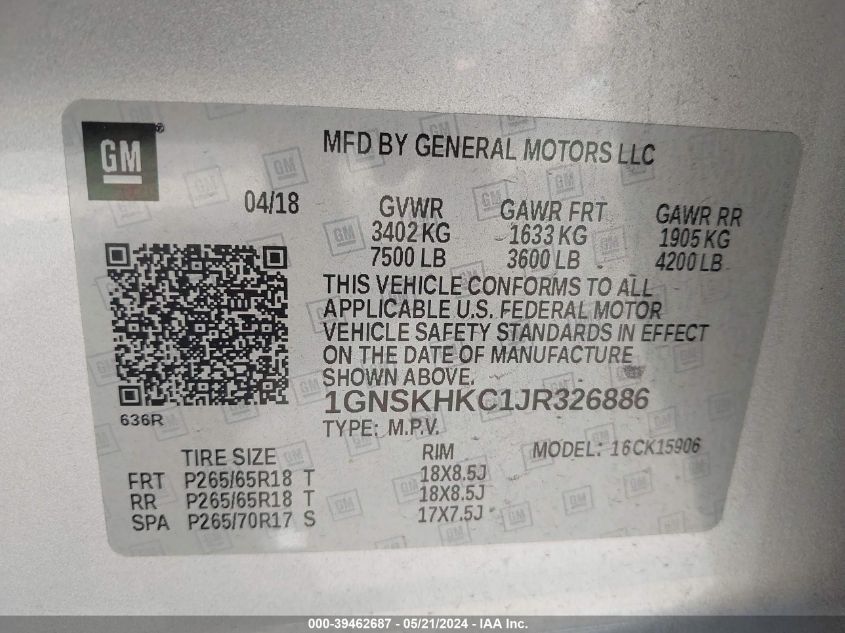 GM
MFD BY GENERAL MOTORS LLC
04/18
GVWR GAWR FRT GAWR RR
3402 KG 1633 KG 1905 KG
7500 LB 3600 LB 4200 LB
THIS VEHICLE CONFORMS TO ALL
APPLICABLE U.S. FEDERAL MOTOR
VEHICLE SAFETY STANDARDS IN EFFECT
ON THE DATE OF MANUFACTURE
SHOWN ABOVE.
1GNSKHKC1JR326886
636R
TYPE: M.P.V.
TIRE SIZE RIM MODEL: 16CK15906
FRT P265/65R18 T 18X8.5J
RR P265/65R18 T 18X8.5J
SPA P265/70R17 S 17X7.5J
000-39462687 - 05/21/2024 - IAA Inc.